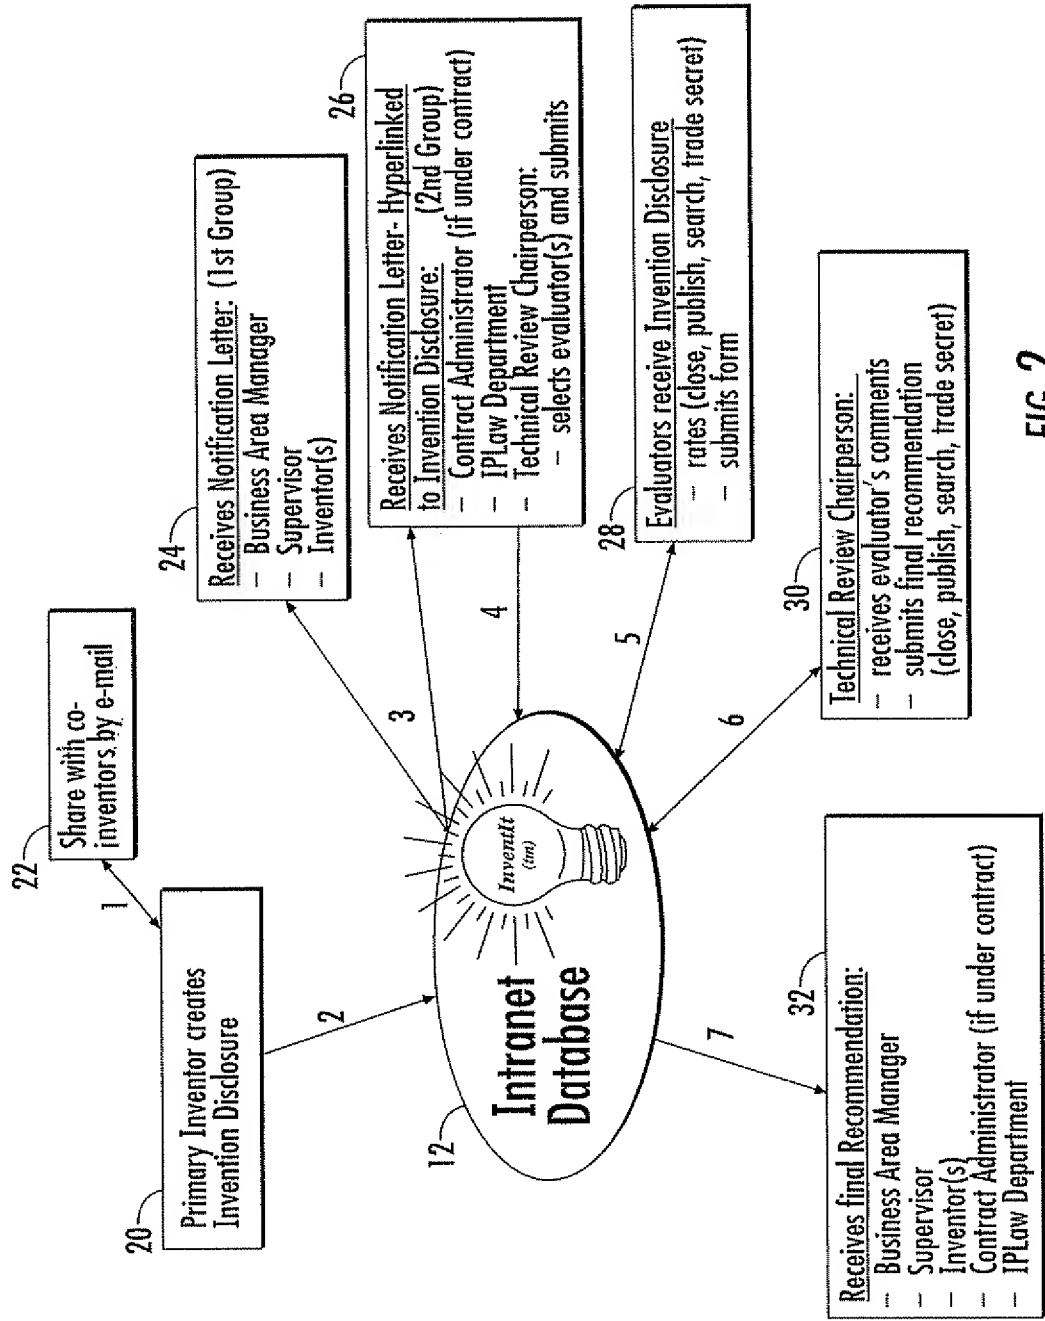 22
Share with co-
inventors by e-mail
1
20
Primary Inventor creates
Invention Disclosure
2
24
Receives Notification Letter: (1st Group)
– Business Area Manager
– Supervisor
– Inventor(s)
3
26
Receives Notification Letter- Hyperlinked
to Invention Disclosure: (2nd Group)
– Contract Administrator (if under contract)
– IPLaw Department
– Technical Review Chairperson:
– selects evaluator(s) and submits
4
12
Intranet
Database
InventIt
(tm)
28
Evaluators receive Invention Disclosure
– rates (close, publish, search, trade secret)
– submits form
5
30
Technical Review Chairperson:
– receives evaluator's comments
– submits final recommendation
(close, publish, search, trade secret)
6
32
Receives final Recommendation:
– Business Area Manager
– Supervisor
– Inventor(s)
– Contract Administrator (if under contract)
– IPLaw Department
7
FIG. 2